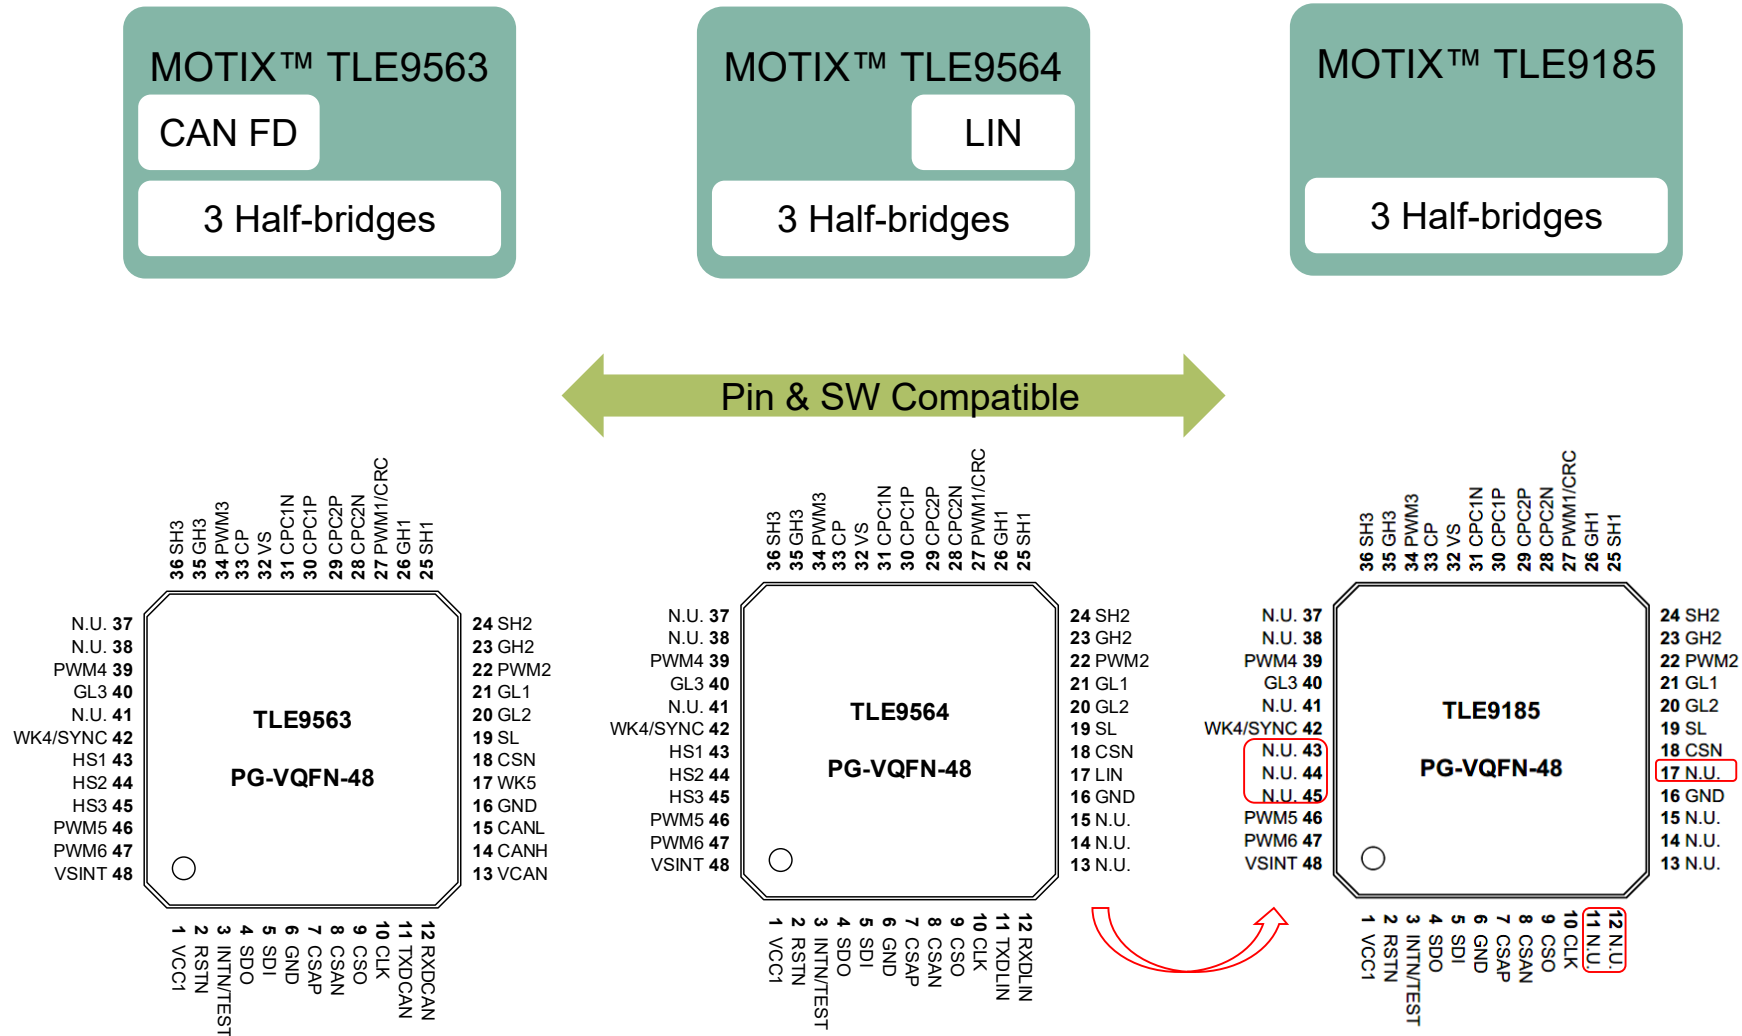 MOTIX™ TLE9563
CAN FD
3 Half-bridges
MOTIX™ TLE9564
LIN
3 Half-bridges
MOTIX™ TLE9185
3 Half-bridges
Pin & SW Compatible
36 SH3
35 GH3
34 PWM3
33 CP
32 VS
31 CPC1N
30 CPC1P
29 CPC2P
28 CPC2N
27 PWM1/CRC
26 GH1
25 SH1
N.U. 37
N.U. 38
PWM4 39
GL3 40
N.U. 41
WK4/SYNC 42
HS1 43
HS2 44
HS3 45
PWM5 46
PWM6 47
VSINT 48
TLE9563
PG-VQFN-48
24 SH2
23 GH2
22 PWM2
21 GL1
20 GL2
19 SL
18 CSN
17 WK5
16 GND
15 CANL
14 CANH
13 VCAN
1 VCC1
2 RSTN
3 INTN/TEST
4 SDO
5 SDI
6 GND
7 CSAP
8 CSAN
9 CSO
10 CLK
11 TXDCAN
12 RXDCAN
36 SH3
35 GH3
34 PWM3
33 CP
32 VS
31 CPC1N
30 CPC1P
29 CPC2P
28 CPC2N
27 PWM1/CRC
26 GH1
25 SH1
N.U. 37
N.U. 38
PWM4 39
GL3 40
N.U. 41
WK4/SYNC 42
HS1 43
HS2 44
HS3 45
PWM5 46
PWM6 47
VSINT 48
TLE9564
PG-VQFN-48
24 SH2
23 GH2
22 PWM2
21 GL1
20 GL2
19 SL
18 CSN
17 LIN
16 GND
15 N.U.
14 N.U.
13 N.U.
1 VCC1
2 RSTN
3 INTN/TEST
4 SDO
5 SDI
6 GND
7 CSAP
8 CSAN
9 CSO
10 CLK
11 TXDLIN
12 RXDLIN
36 SH3
35 GH3
34 PWM3
33 CP
32 VS
31 CPC1N
30 CPC1P
29 CPC2P
28 CPC2N
27 PWM1/CRC
26 GH1
25 SH1
N.U. 37
N.U. 38
PWM4 39
GL3 40
N.U. 41
WK4/SYNC 42
N.U. 43
N.U. 44
N.U. 45
PWM5 46
PWM6 47
VSINT 48
TLE9185
PG-VQFN-48
24 SH2
23 GH2
22 PWM2
21 GL1
20 GL2
19 SL
18 CSN
17 N.U.
16 GND
15 N.U.
14 N.U.
13 N.U.
1 VCC1
2 RSTN
3 INTN/TEST
4 SDO
5 SDI
6 GND
7 CSAP
8 CSAN
9 CSO
10 CLK
11 N.U.
12 N.U.